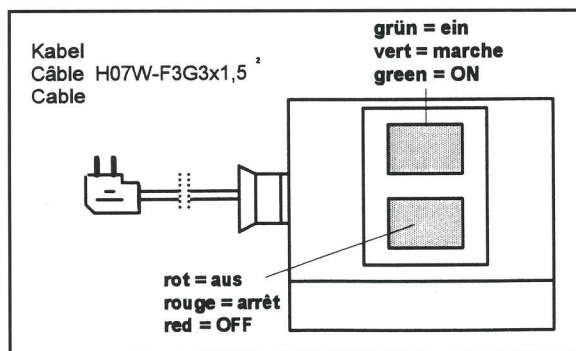 Kabel
Câble H07W-F3G3x1,5 ²
Cable
grün = ein
vert = marche
green = ON
rot = aus
rouge = arrêt
red = OFF